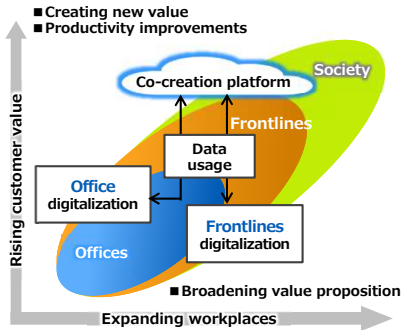 ■ Creating new value
■ Productivity improvements
Society
Co-creation platform
Frontlines
Data
usage
Office
digitalization
Frontlines
digitalization
Offices
■ Broadening value proposition
Rising customer value
Expanding workplaces